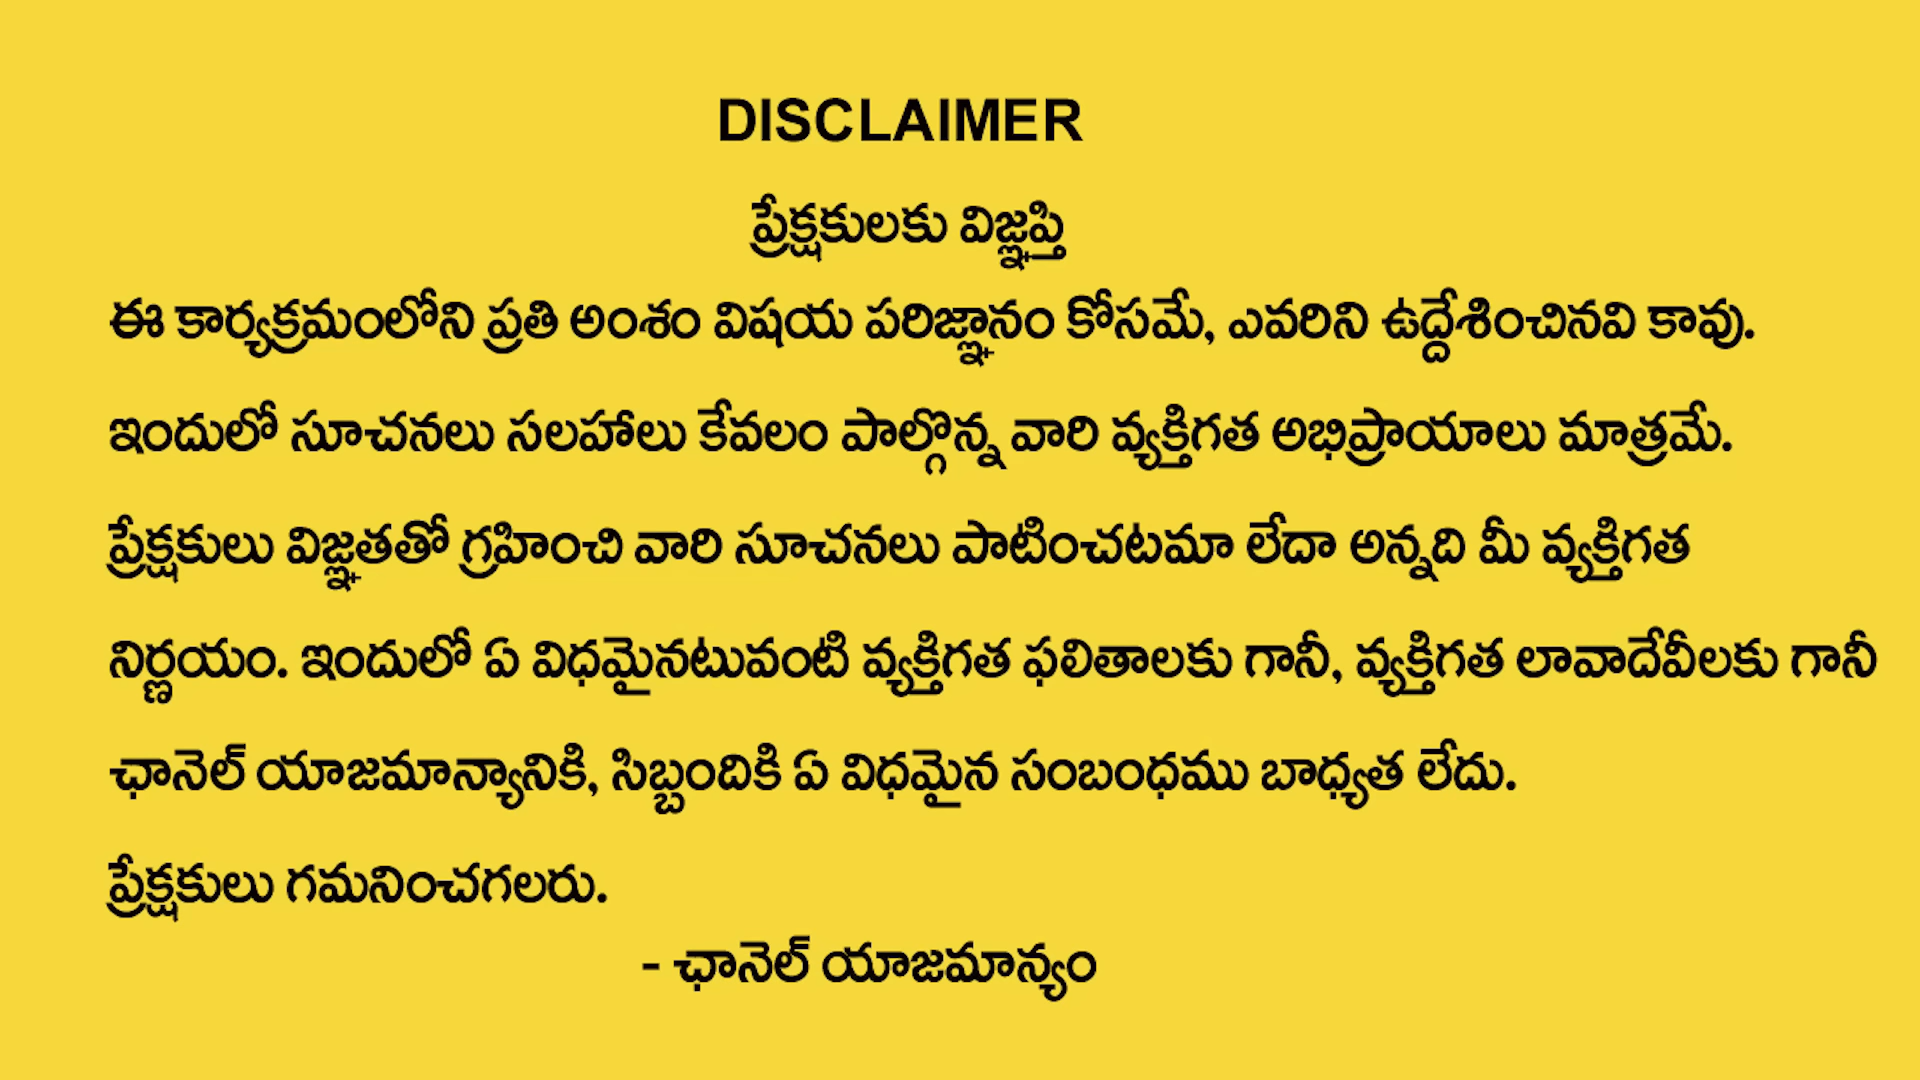 DISCLAIMER
ప్రేక్షకులకు విజ్ఞప్తి
ఈ కార్యక్రమంలోని ప్రతి అంశం విషయ పరిజ్ఞానం కోసమే, ఎవరిని ఉద్దేశించినవి కావు.
ఇందులో సూచనలు సలహాలు కేవలం పాల్గొన్న వారి వ్యక్తిగత అభిప్రాయాలు మాత్రమే.
ప్రేక్షకులు విజ్ఞతతో గ్రహించి వారి సూచనలు పాటించటమా లేదా అన్నది మీ వ్యక్తిగత
నిర్ణయం. ఇందులో ఏ విధమైనటువంటి వ్యక్తిగత ఫలితాలకు గానీ, వ్యక్తిగత లావాదేవీలకు గానీ
ఛానెల్ యాజమాన్యానికి, సిబ్బందికి ఏ విధమైన సంబంధము బాధ్యత లేదు.
ప్రేక్షకులు గమనించగలరు.
- ఛానెల్ యాజమాన్యం